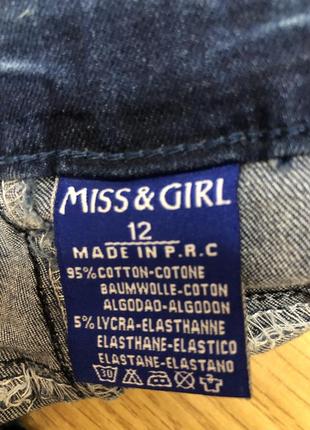 MISS & GIRL
12
MADE IN P.R.C
95% COTTON-COTONE
BAUMWOLLE-COTON
ALGODAO-ALGODON
5% LYCRA-ELASTHANNE
ELASTHANE-ELASTICO
ELASTANE-ELASTANO
30